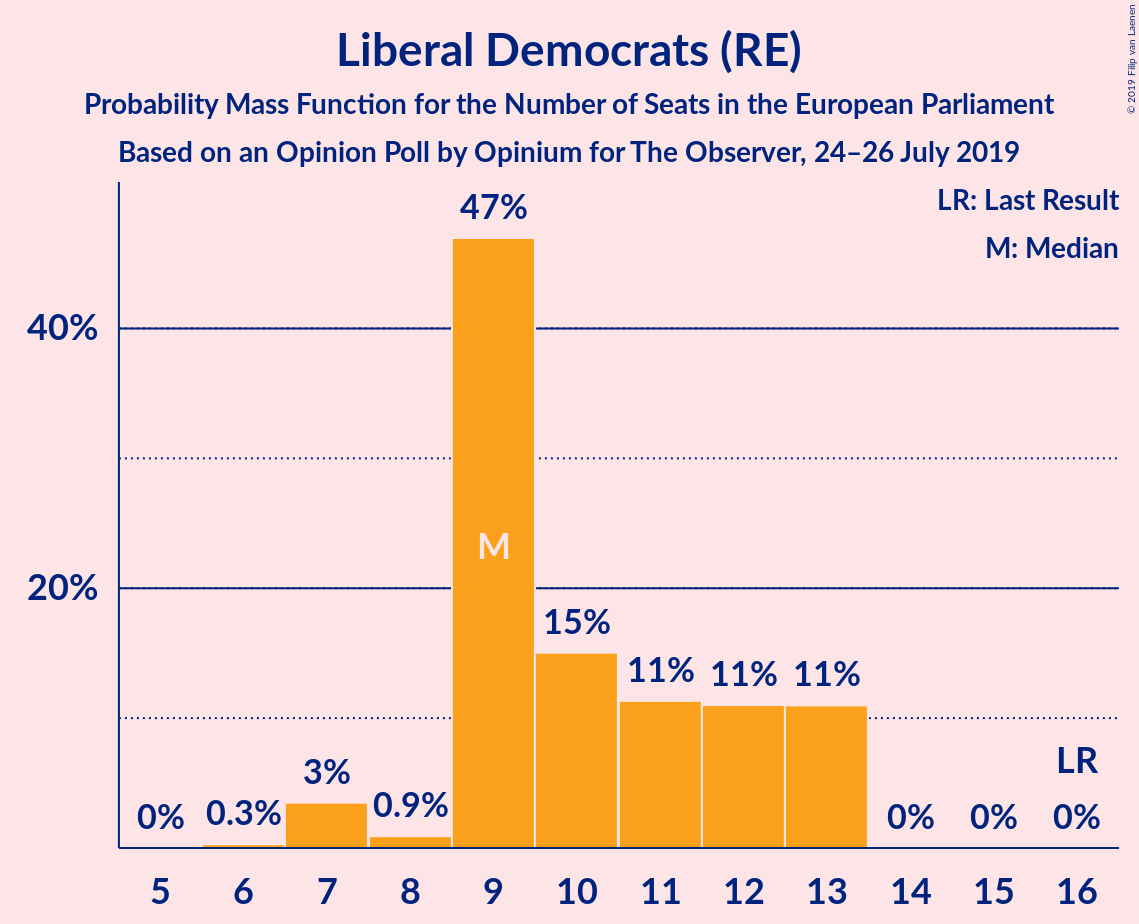 Liberal Democrats (RE)
Probability Mass Function for the Number of Seats in the European Parliament
Based on an Opinion Poll by Opinium for The Observer, 24–26 July 2019
© 2019 Filip van Laenen
LR: Last Result
M: Median
47%
40%
M
20%
15%
11%
11%
11%
3%
LR
0%
0.3%
0.9%
0%
0%
0%
5 6 7 8 9 10 11 12 13 14 15 16